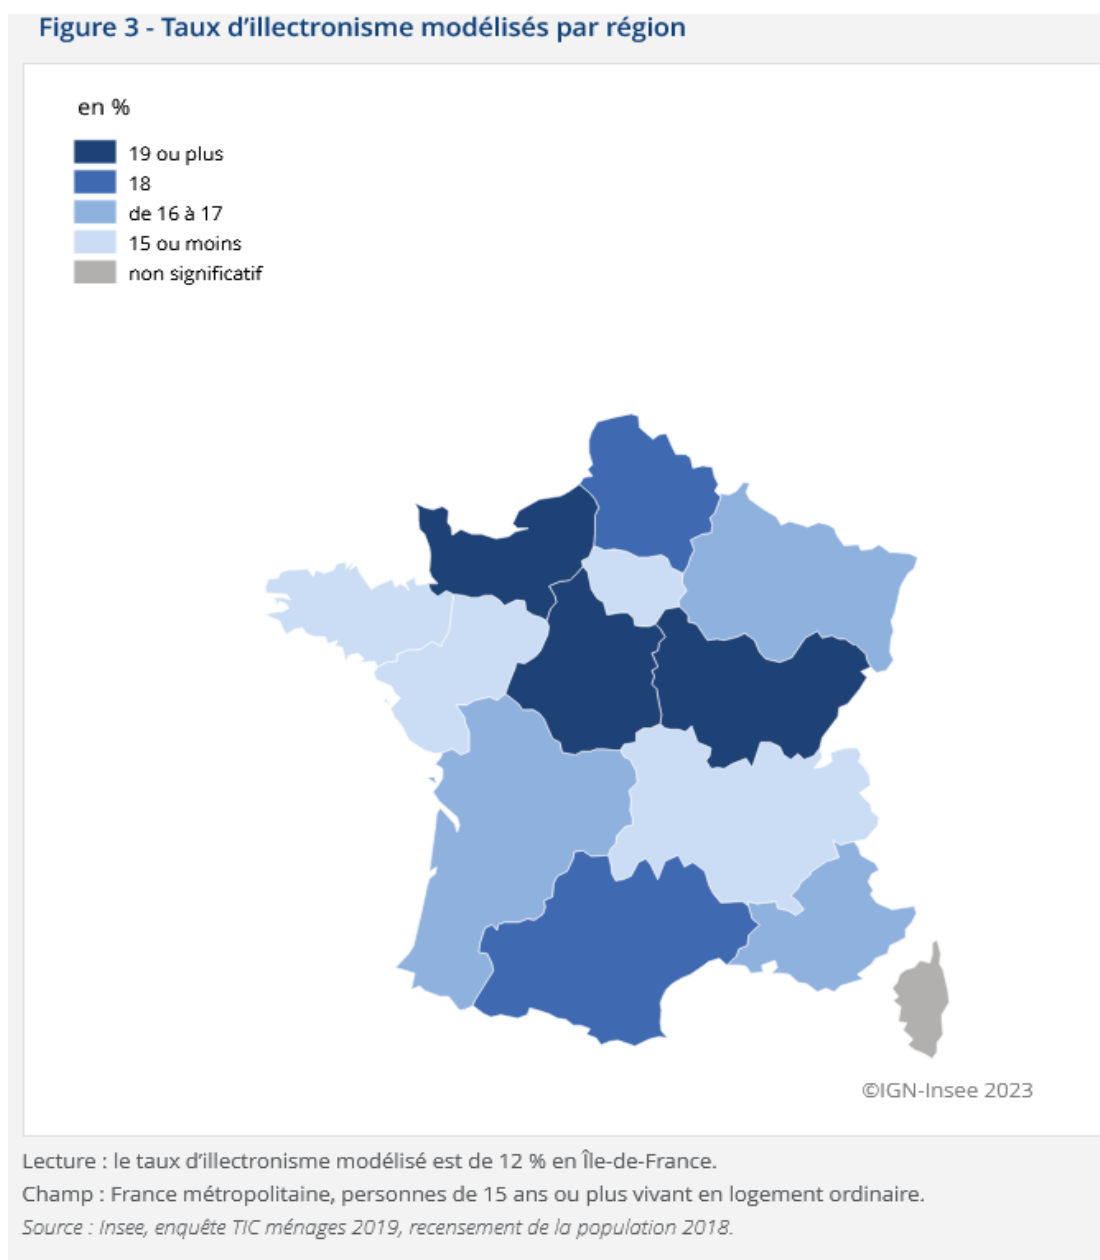 Figure 3 - Taux d’illectronisme modélisés par région
en %
19 ou plus
18
de 16 à 17
15 ou moins
non significatif
©IGN-Insee 2023
Lecture : le taux d’illectronisme modélisé est de 12 % en Île-de-France.
Champ : France métropolitaine, personnes de 15 ans ou plus vivant en logement ordinaire.
Source : Insee, enquête TIC ménages 2019, recensement de la population 2018.